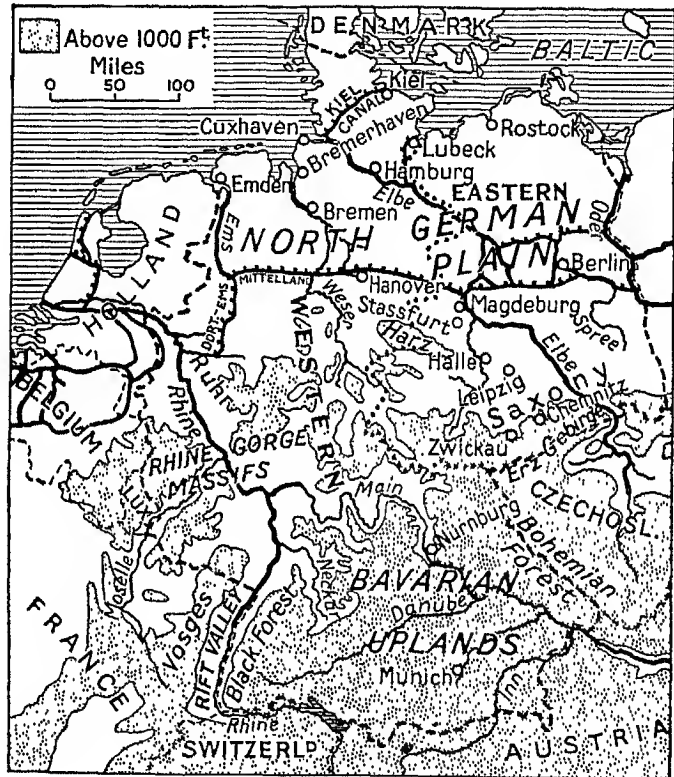 Above 1000 Ft.
Miles
0 50 100
DENMARK
BALTIC
KIEL CANAL
Kiel
Cuxhaven
Bremerhaven
Rostock
Lubeck
Hamburg
Emden
Elbe
EASTERN
Ems
Bremen
HOLLAND
NORTH GERMAN PLAIN
Oder
Berlin
MITTELLAND
Hanover
DORT-EMS
Weser
Stassfurt
Magdeburg
Spree
Harz
Halle
Elbe
WESTERN
BELGIUM
Rhine
Ruhr
Leipzig
Saxony
Chemnitz
Zwickau
Erz Gebirge
RHINE GORGE
MASSIFS
Lux.
Main
CZECHOSL.
Nurnburg
Bohemian Forest
Moselle
Neckar
BAVARIAN
Danube
UPLANDS
FRANCE
Vosges
RIFT VALLEY
Black Forest
Munich
Inn
Rhine
SWITZERLD
AUSTRIA